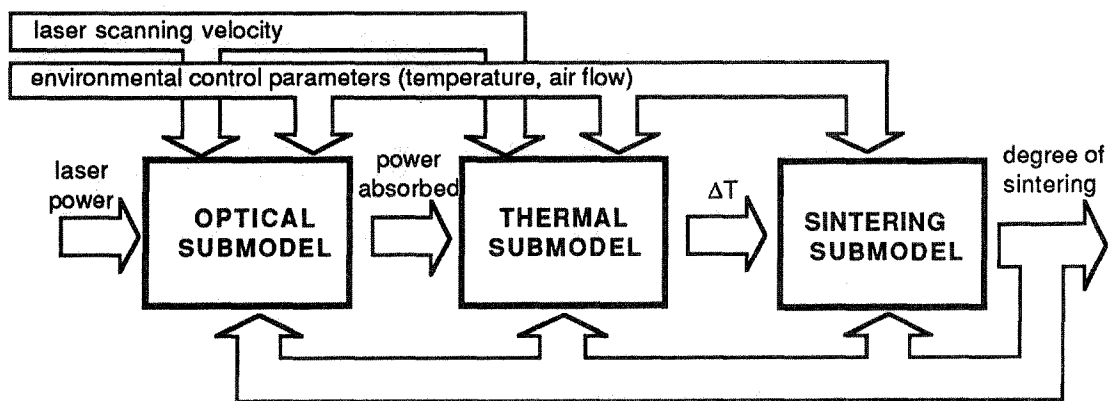 laser scanning velocity
environmental control parameters (temperature, air flow)
laser
power
OPTICAL
SUBMODEL
power
absorbed
THERMAL
SUBMODEL
ΔT
SINTERING
SUBMODEL
degree of
sintering